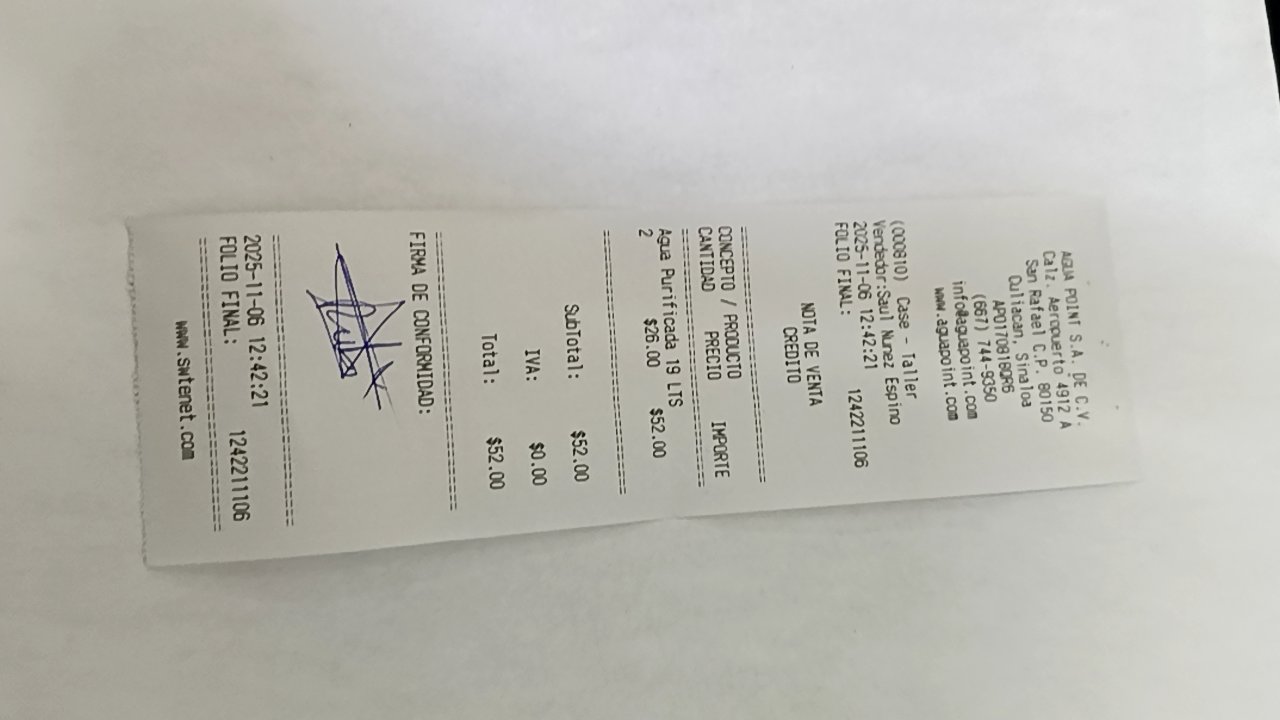 AGUA POINT S.A. DE C.V.
Calz. Aeropuerto 4912 A
San Rafael C.P. 80150
Culiacan, Sinaloa
APO170816QR6
(667) 744-9350
info@aguapoint.com
www.aguapoint.com
(000810) Case - Taller
Vendedor:Saul Nunez Espino
2025-11-06 12:42:21
FOLIO FINAL: 1242211106
NOTA DE VENTA
CREDITO
==============================
CONCEPTO / PRODUCTO
CANTIDAD PRECIO IMPORTE
==============================
Agua Purificada 19 LTS
2 $26.00 $52.00
==============================
SubTotal: $52.00
IVA: $0.00
Total: $52.00
==============================
FIRMA DE CONFORMIDAD:
==============================
2025-11-06 12:42:21
FOLIO FINAL: 1242211106
==============================
www.swtenet.com